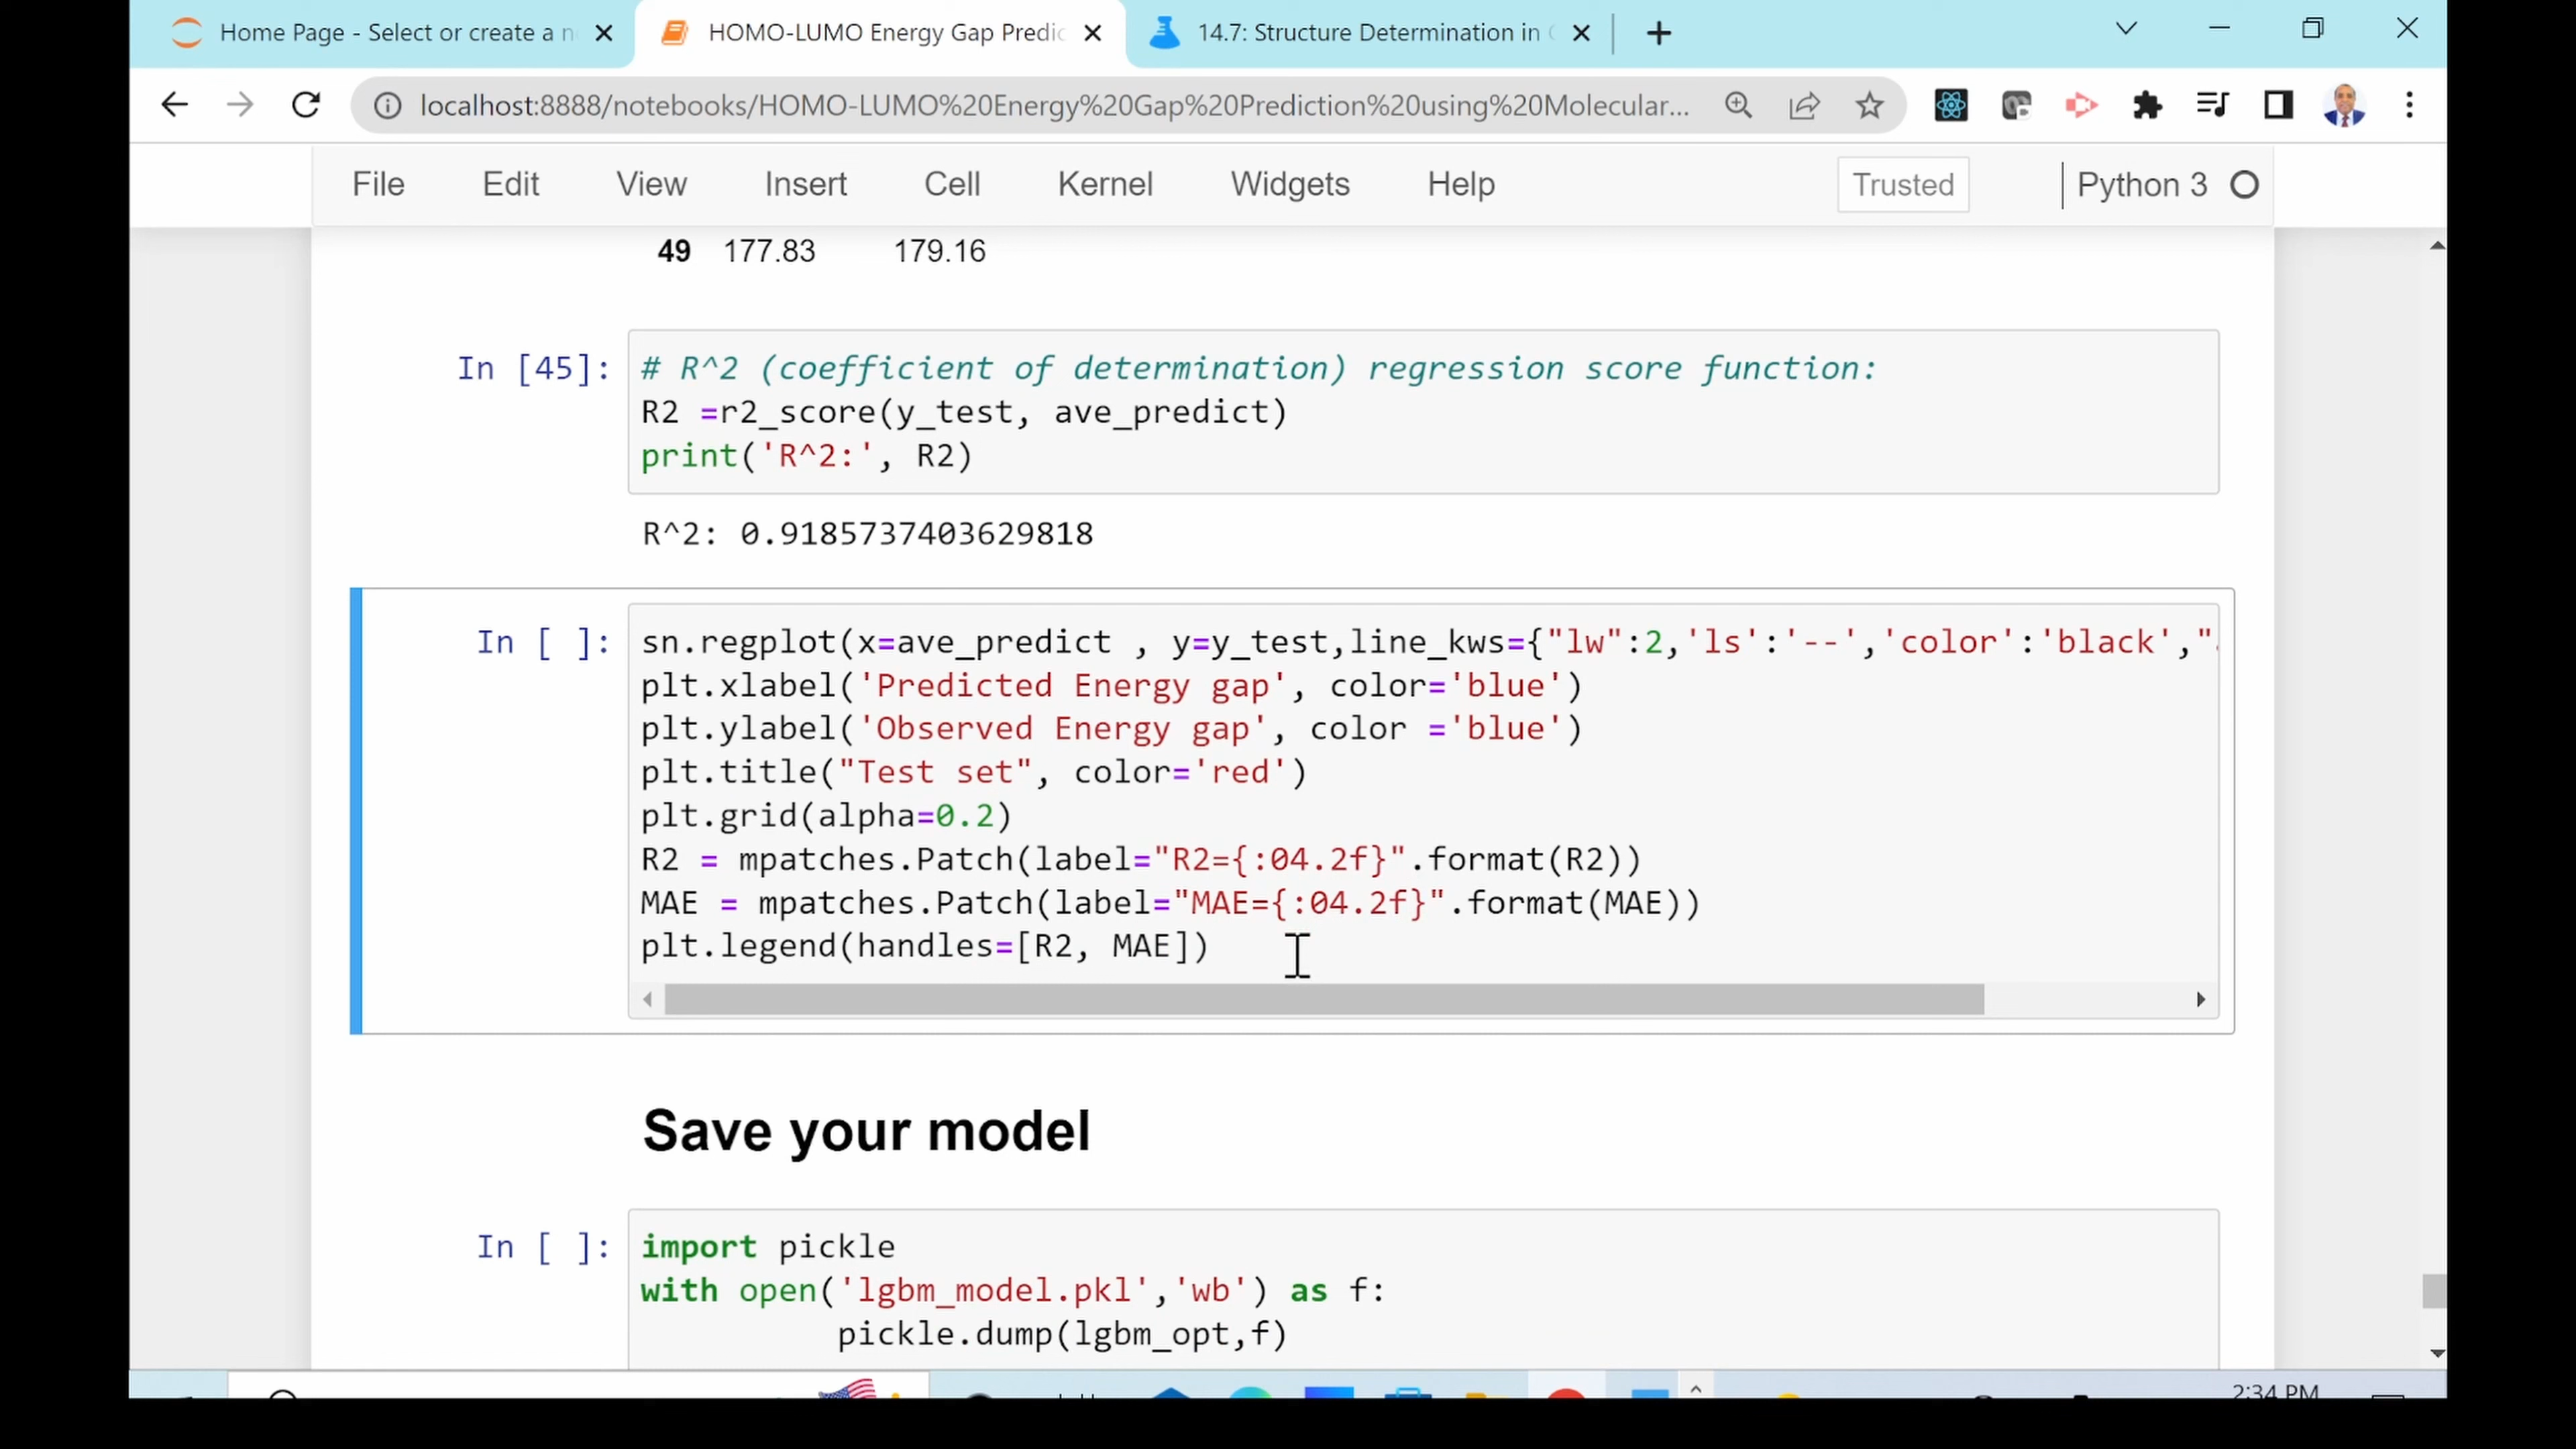 Home Page - Select or create a n
HOMO-LUMO Energy Gap Predic
14.7: Structure Determination in C
localhost:8888/notebooks/HOMO-LUMO%20Energy%20Gap%20Prediction%20using%20Molecular...
File Edit View Insert Cell Kernel Widgets Help Trusted Python 3
49 177.83 179.16
In [45]:
# R^2 (coefficient of determination) regression score function:
R2 =r2_score(y_test, ave_predict)
print('R^2:', R2)
R^2: 0.9185737403629818
In [ ]:
sn.regplot(x=ave_predict , y=y_test,line_kws={"lw":2,'ls':'--','color':'black',"
plt.xlabel('Predicted Energy gap', color='blue')
plt.ylabel('Observed Energy gap', color ='blue')
plt.title("Test set", color='red')
plt.grid(alpha=0.2)
R2 = mpatches.Patch(label="R2={:04.2f}".format(R2))
MAE = mpatches.Patch(label="MAE={:04.2f}".format(MAE))
plt.legend(handles=[R2, MAE])
Save your model
In [ ]:
import pickle
with open('lgbm_model.pkl','wb') as f:
pickle.dump(lgbm_opt,f)
2:34 PM